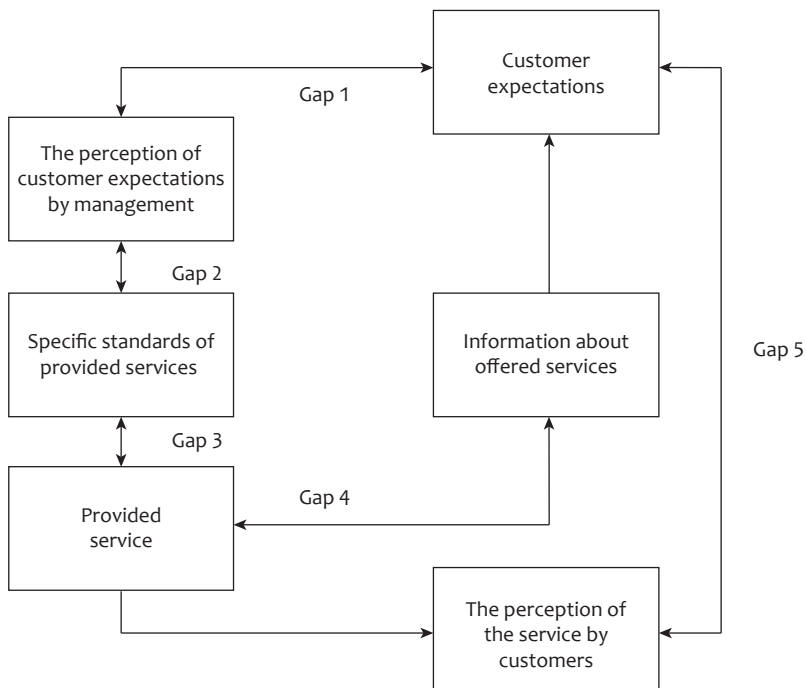 Customer
expectations
Gap 1
The perception of
customer expectations
by management
Gap 2
Specific standards of
provided services
Information about
offered services
Gap 5
Gap 3
Gap 4
Provided
service
The perception of
the service by
customers